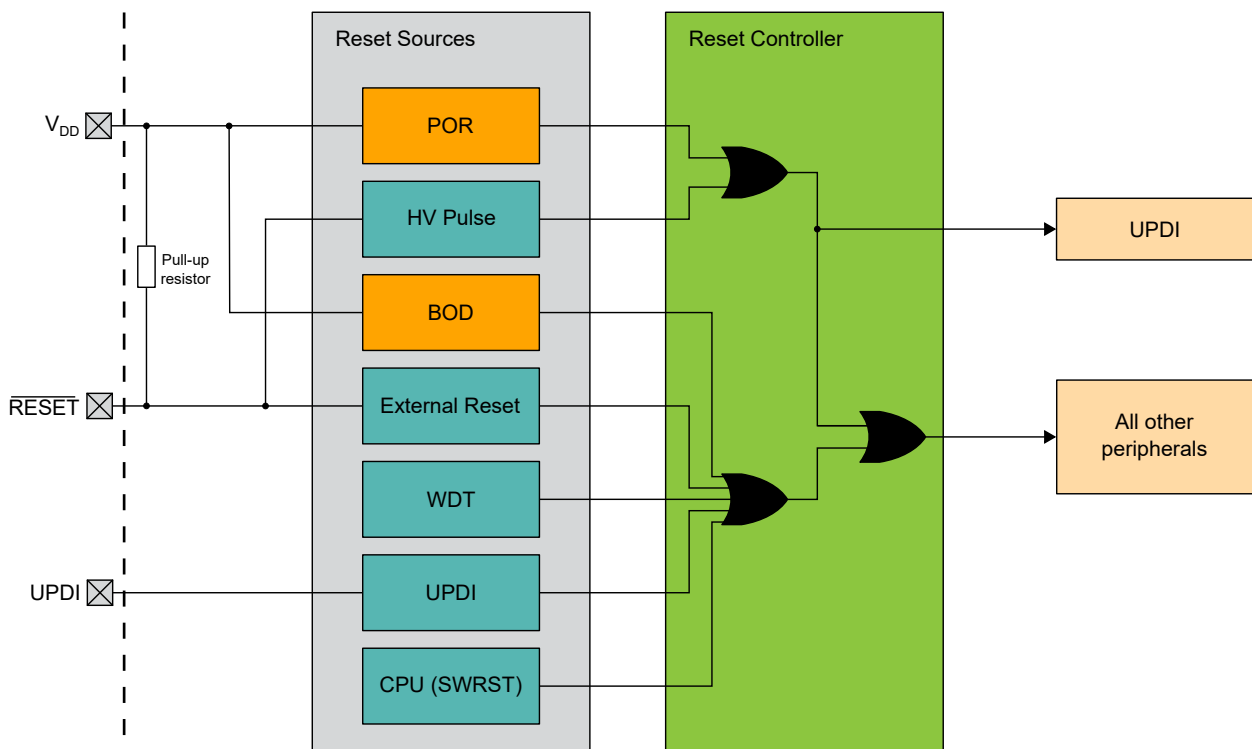 Reset Sources
Reset Controller
VDD
POR
HV Pulse
UPDI
Pull-up
resistor
BOD
RESET
External Reset
All other
peripherals
WDT
UPDI
UPDI
CPU (SWRST)